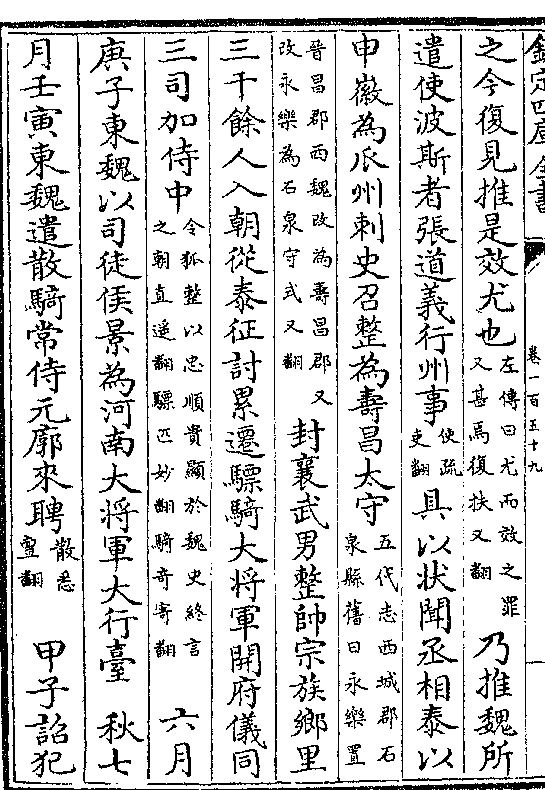 欽定四庫全書 卷一百五十九
之今復見推是效尤也左傳曰尤而效之罪又甚焉復扶又翻乃推魏所
遣使波斯者張道義行州事使疏吏翻具以狀聞丞相泰以
申徽為瓜州刺史召整為壽昌太守五代志西城郡石泉縣舊曰永樂置
晉昌郡西魏改為壽昌郡又改永樂為石泉守式又翻封襄武男整帥宗族鄉里
三千餘人入朝從泰征討累遷驃騎大將軍開府儀同
三司加侍中令狐整以忠順貴顯於魏史終言之朝直遙翻驃匹妙翻騎奇寄翻六月
庚子東魏以司徒侯景為河南大將軍大行臺 秋七
月壬寅東魏遣散騎常侍元廓來聘散悉亶翻甲子詔犯